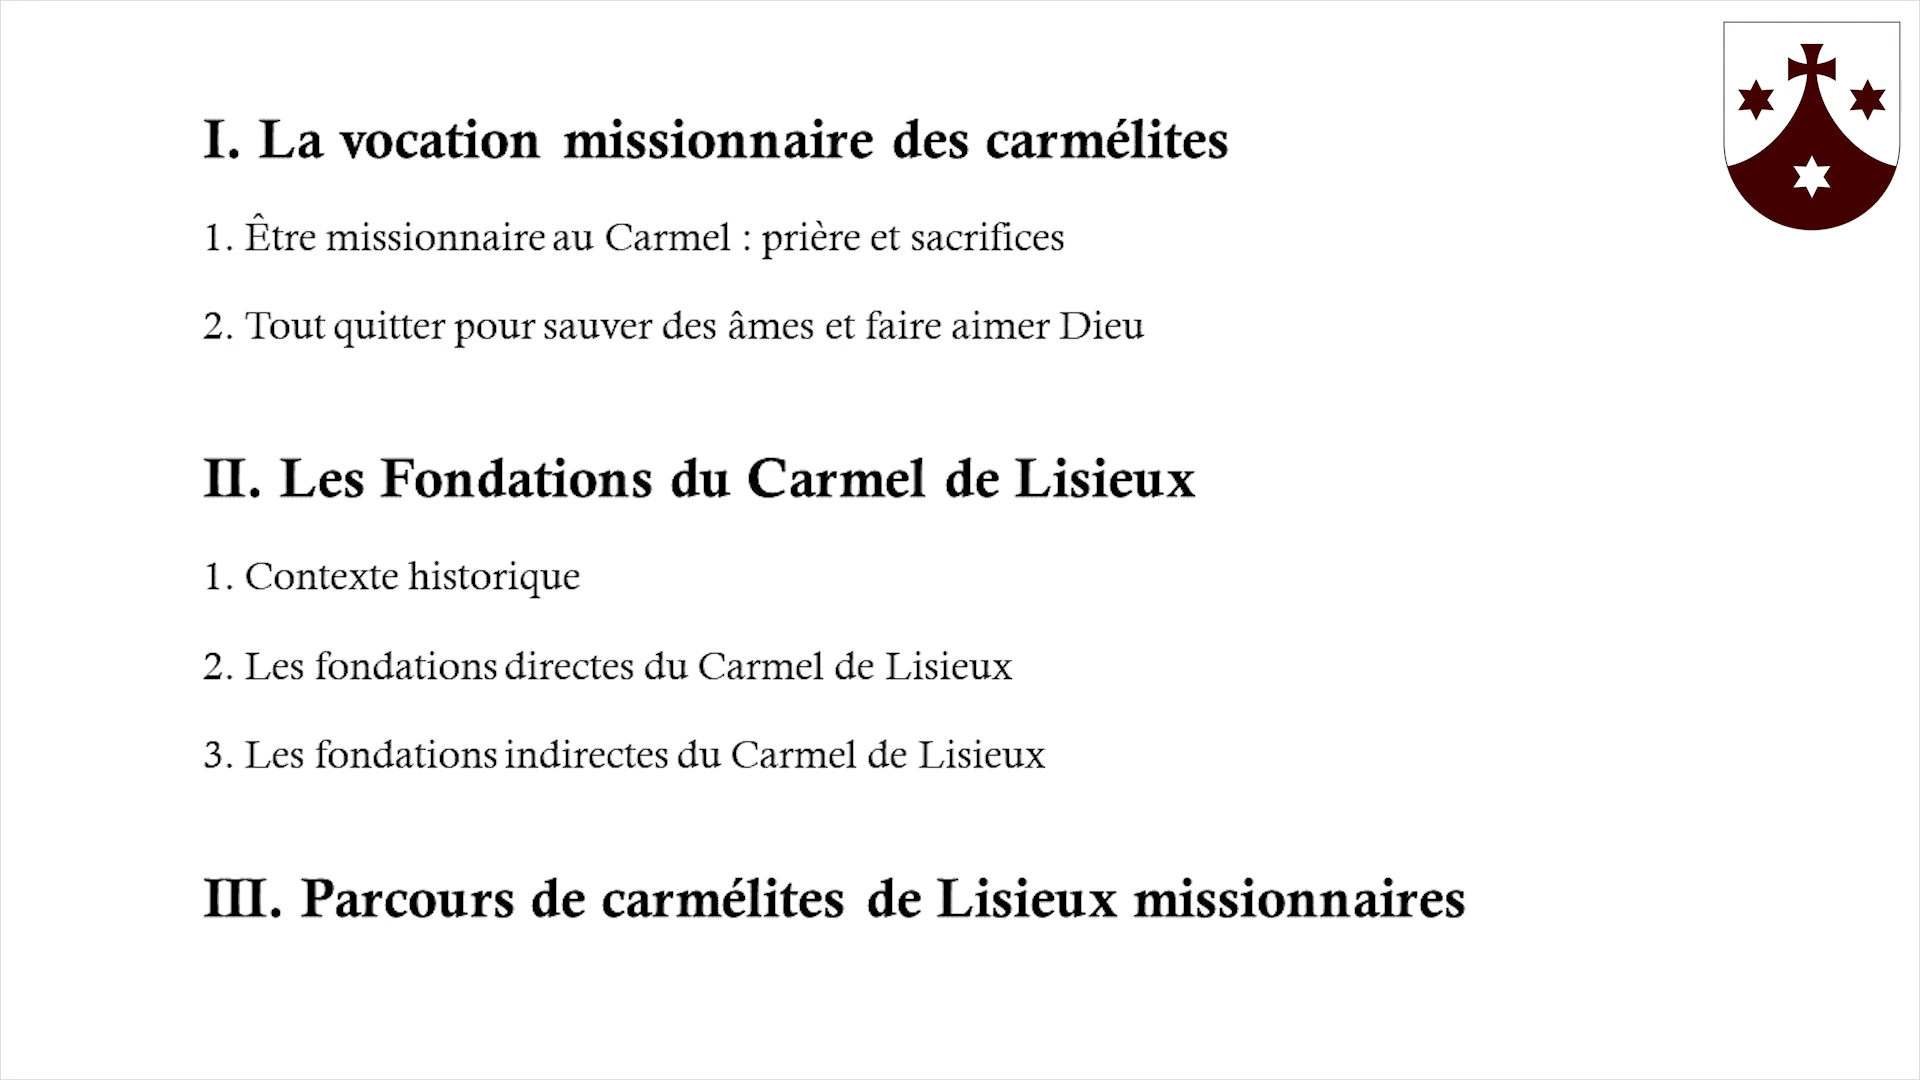 I. La vocation missionnaire des carmélites
1. Être missionnaire au Carmel : prière et sacrifices
2. Tout quitter pour sauver des âmes et faire aimer Dieu
II. Les Fondations du Carmel de Lisieux
1. Contexte historique
2. Les fondations directes du Carmel de Lisieux
3. Les fondations indirectes du Carmel de Lisieux
III. Parcours de carmélites de Lisieux missionnaires